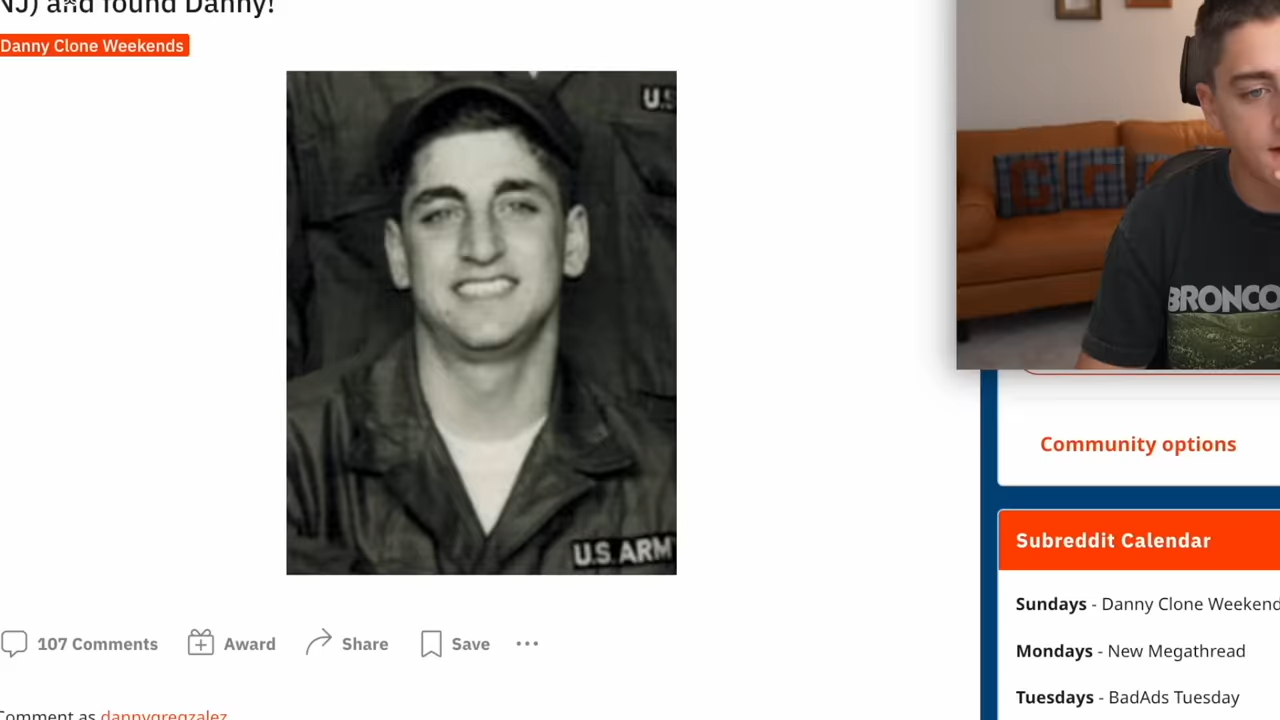 NJ) and found Danny!
Danny Clone Weekends
U.S
U.S. ARM
BRONCO
Community options
Subreddit Calendar
Sundays - Danny Clone Weekend
Mondays - New Megathread
Tuesdays - BadAds Tuesday
107 Comments
Award
Share
Save
Comment as dannygregzalez